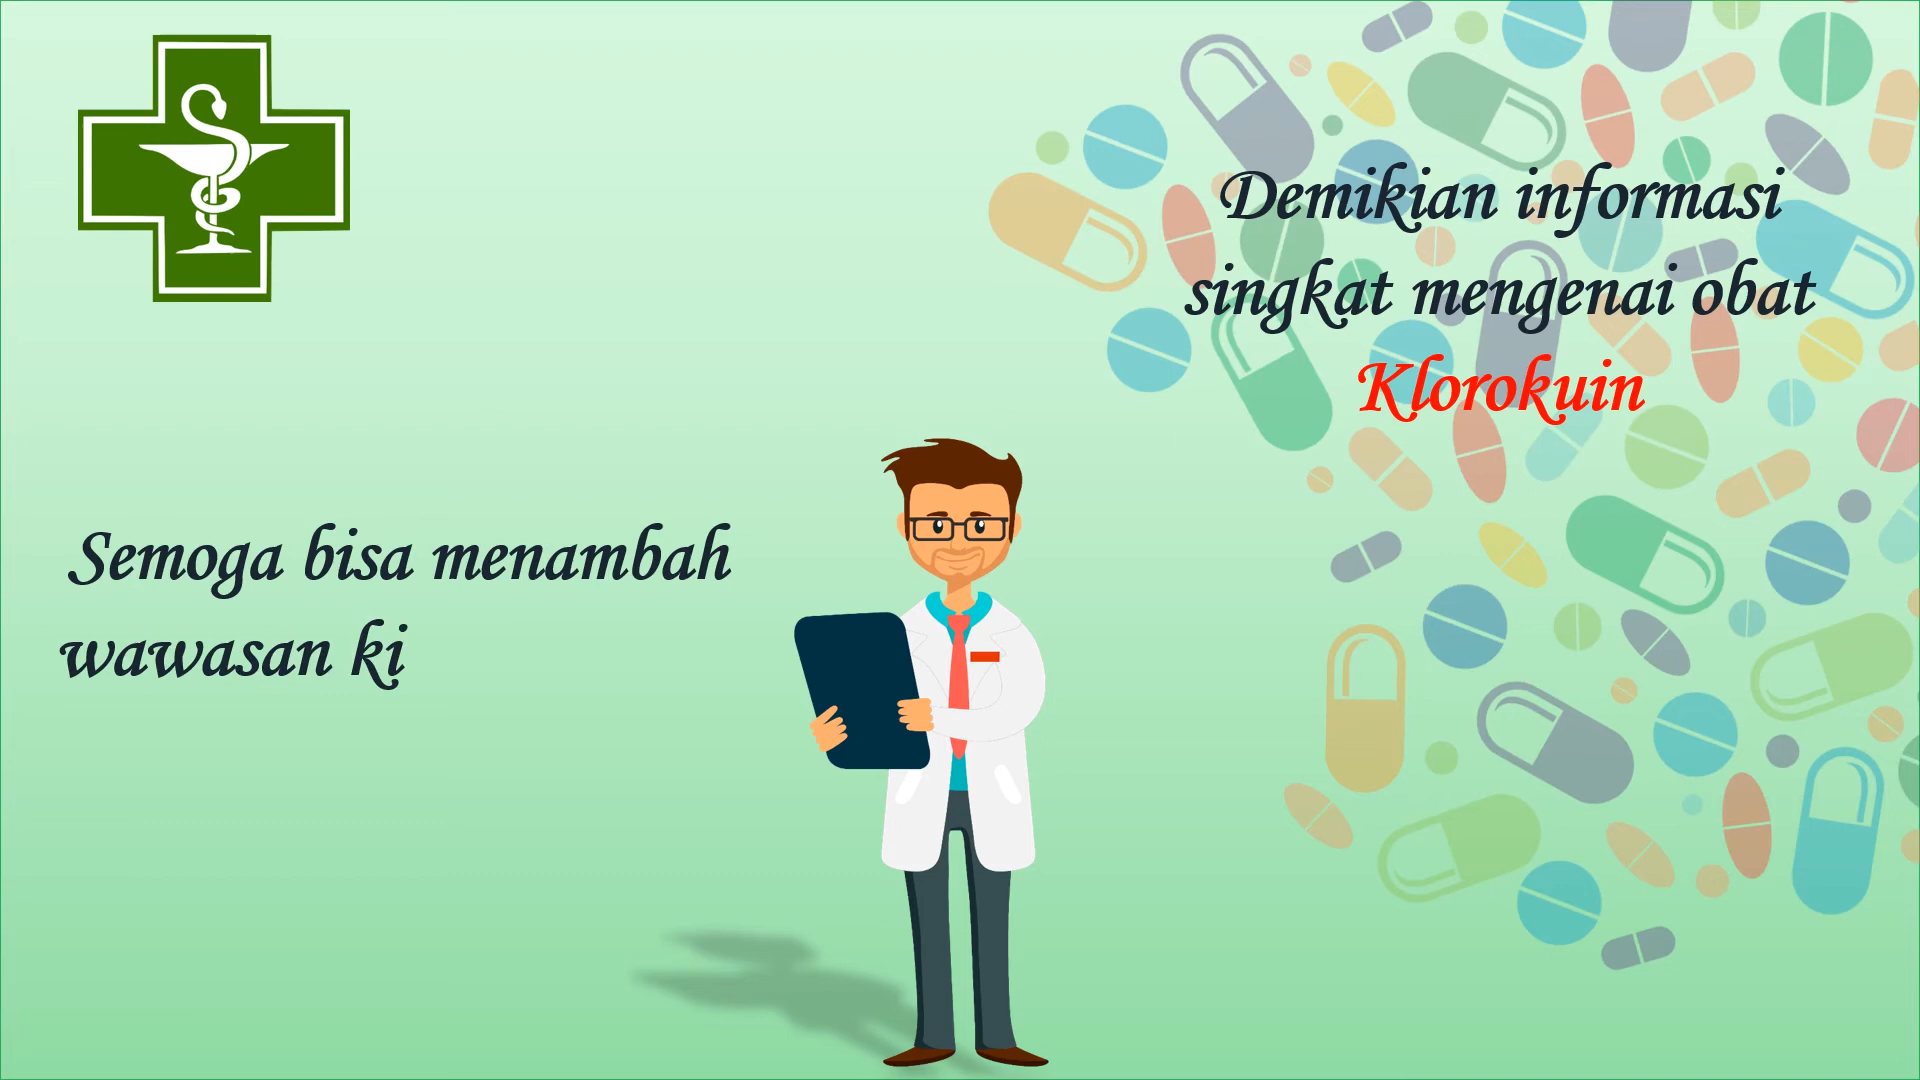 Demikian informasi
singkat mengenai obat
Klorokuin
Semoga bisa menambah
wawasan ki